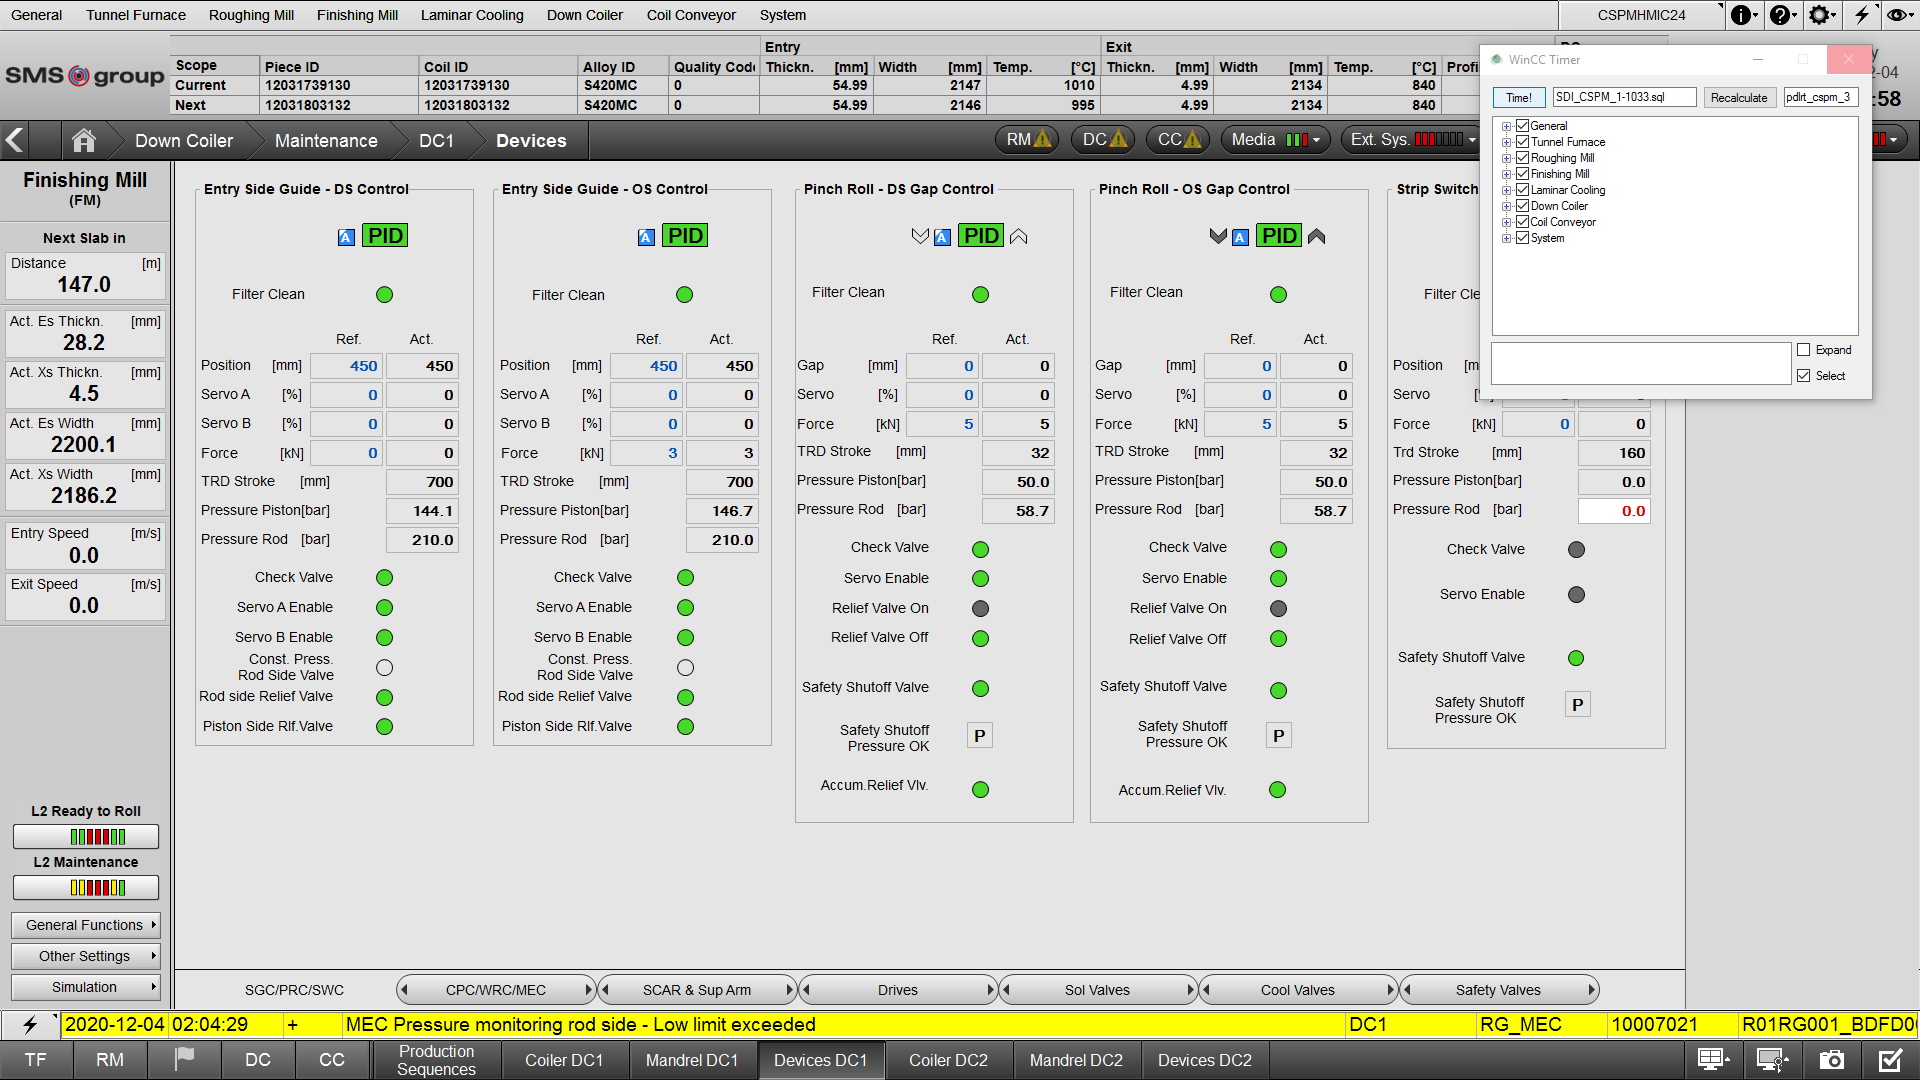 General Tunnel Furnace Roughing Mill Finishing Mill Laminar Cooling Down Coiler Coil Conveyor System CSPMHMIC24
SMS group
Entry Exit
Scope Piece ID Coil ID Alloy ID Quality Code Thickn. [mm] Width [mm] Temp. [°C] Thickn. [mm] Width [mm] Temp. [°C] Profi
Current 12031739130 12031739130 S420MC 0 54.99 2147 1010 4.99 2134 840
Next 12031803132 12031803132 S420MC 0 54.99 2146 995 4.99 2134 840
-04
:58
Down Coiler Maintenance DC1 Devices RM DC CC Media Ext. Sys.
WinCC Timer
Time! SDI_CSPM_1-1033.sql Recalculate pdlrt_cspm_3
General
Tunnel Furnace
Roughing Mill
Finishing Mill
Laminar Cooling
Down Coiler
Coil Conveyor
System
Expand
Select
Finishing Mill
(FM)
Next Slab in
Distance [m]
147.0
Act. Es Thickn. [mm]
28.2
Act. Xs Thickn. [mm]
4.5
Act. Es Width [mm]
2200.1
Act. Xs Width [mm]
2186.2
Entry Speed [m/s]
0.0
Exit Speed [m/s]
0.0
L2 Ready to Roll
L2 Maintenance
General Functions
Other Settings
Simulation
Entry Side Guide - DS Control
A PID
Filter Clean
Ref. Act.
Position [mm] 450 450
Servo A [%] 0 0
Servo B [%] 0 0
Force [kN] 0 0
TRD Stroke [mm] 700
Pressure Piston[bar] 144.1
Pressure Rod [bar] 210.0
Check Valve
Servo A Enable
Servo B Enable
Const. Press.
Rod Side Valve
Rod side Relief Valve
Piston Side Rlf.Valve
Entry Side Guide - OS Control
A PID
Filter Clean
Ref. Act.
Position [mm] 450 450
Servo A [%] 0 0
Servo B [%] 0 0
Force [kN] 3 3
TRD Stroke [mm] 700
Pressure Piston[bar] 146.7
Pressure Rod [bar] 210.0
Check Valve
Servo A Enable
Servo B Enable
Const. Press.
Rod Side Valve
Rod side Relief Valve
Piston Side Rlf.Valve
Pinch Roll - DS Gap Control
A PID
Filter Clean
Ref. Act.
Gap [mm] 0 0
Servo [%] 0 0
Force [kN] 5 5
TRD Stroke [mm] 32
Pressure Piston[bar] 50.0
Pressure Rod [bar] 58.7
Check Valve
Servo Enable
Relief Valve On
Relief Valve Off
Safety Shutoff Valve
Safety Shutoff
Pressure OK P
Accum.Relief Vlv.
Pinch Roll - OS Gap Control
A PID
Filter Clean
Ref. Act.
Gap [mm] 0 0
Servo [%] 0 0
Force [kN] 5 5
TRD Stroke [mm] 32
Pressure Piston[bar] 50.0
Pressure Rod [bar] 58.7
Check Valve
Servo Enable
Relief Valve On
Relief Valve Off
Safety Shutoff Valve
Safety Shutoff
Pressure OK P
Accum.Relief Vlv.
Strip Switch
Filter Cle
Position [m
Servo [%]
Force [kN] 0 0
Trd Stroke [mm] 160
Pressure Piston[bar] 0.0
Pressure Rod [bar] 0.0
Check Valve
Servo Enable
Safety Shutoff Valve
Safety Shutoff
Pressure OK P
SGC/PRC/SWC CPC/WRC/MEC SCAR & Sup Arm Drives Sol Valves Cool Valves Safety Valves
2020-12-04 02:04:29 + MEC Pressure monitoring rod side - Low limit exceeded DC1 RG_MEC 10007021 R01RG001_BDFD0
TF RM DC CC Production Sequences Coiler DC1 Mandrel DC1 Devices DC1 Coiler DC2 Mandrel DC2 Devices DC2